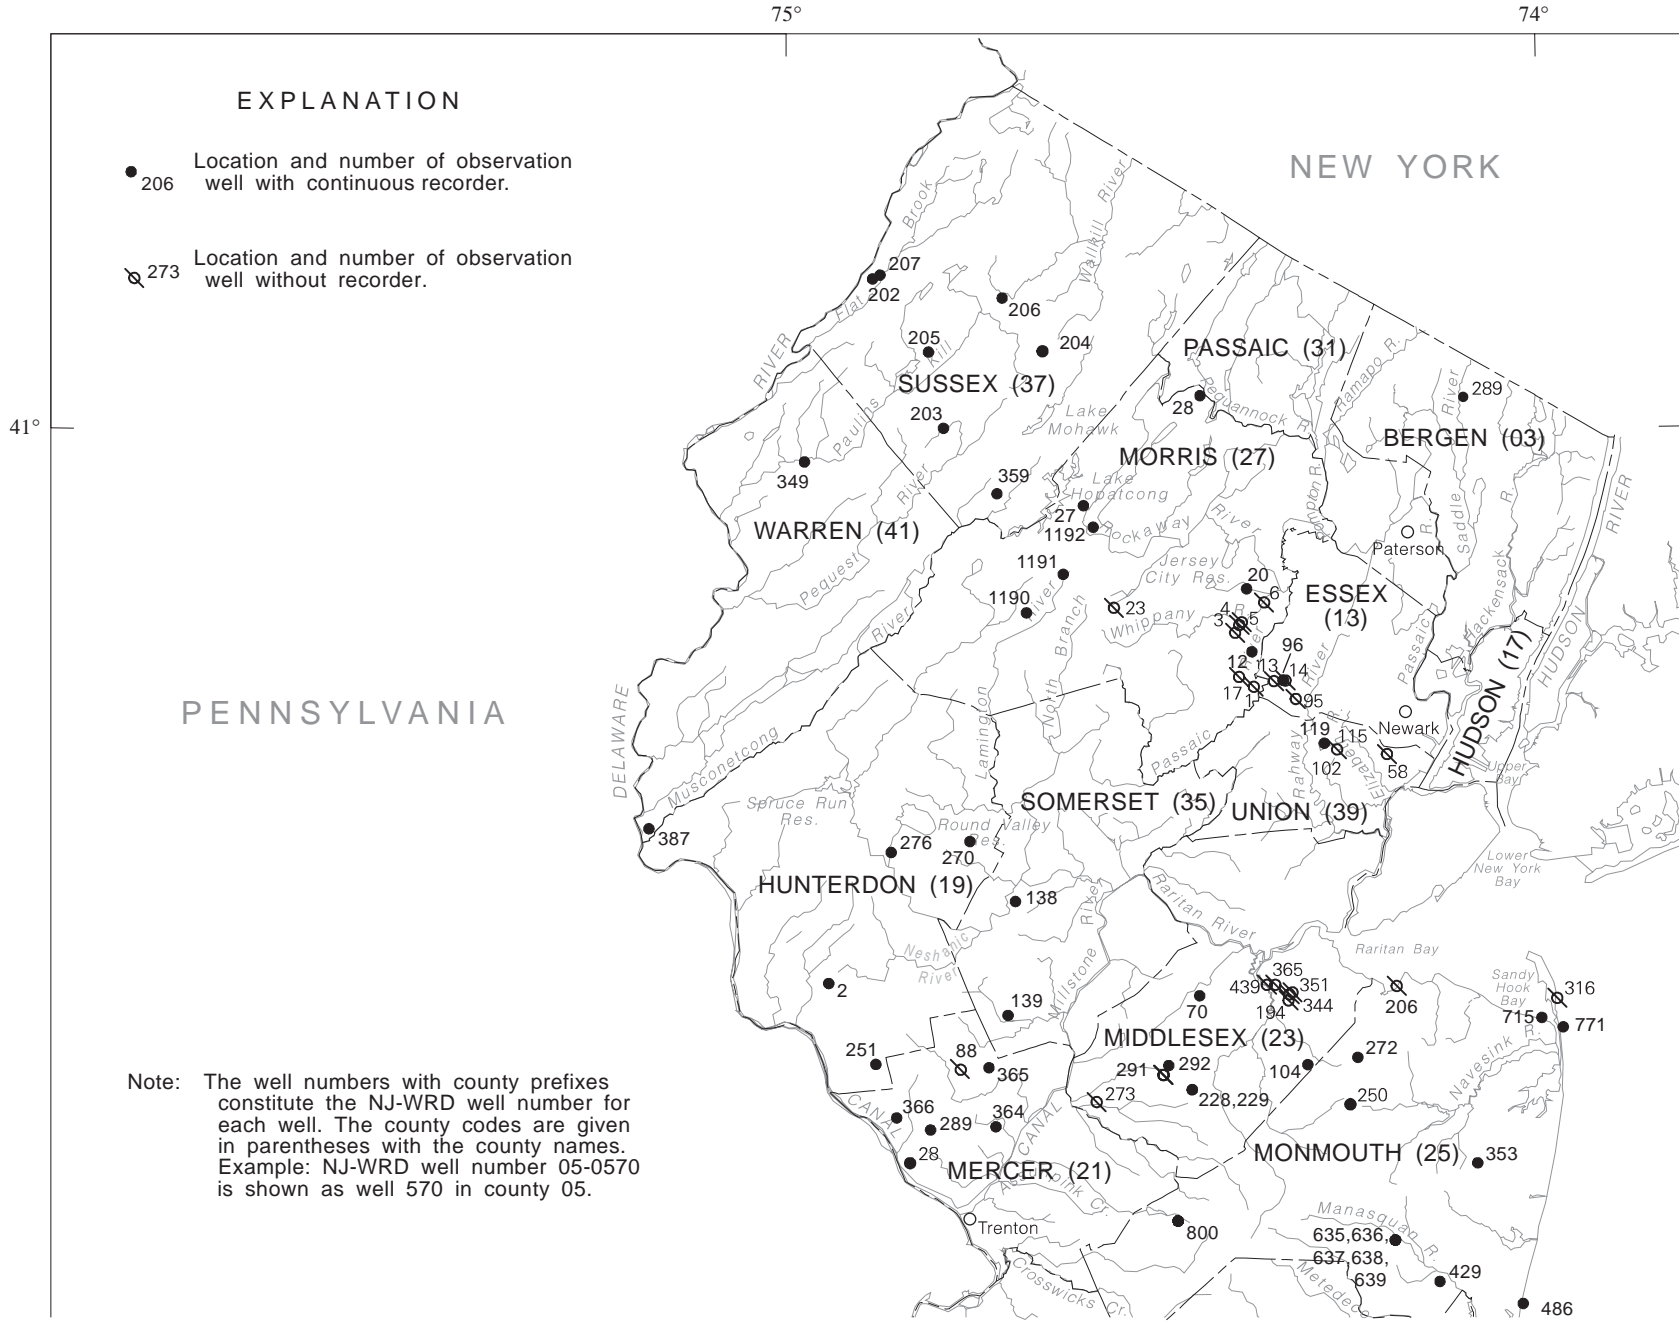 75°
74°
EXPLANATION
NEW YORK
Location and number of observation
well with continuous recorder.
206
Location and number of observation
well without recorder.
273
Brook
Wallkill River
207
202
Flat
206
205
204
Kill
PASSAIC (31)
RIVER
SUSSEX (37)
Ramapo R.
Pequannock R.
28
289
River
41°
203
Lake
Mohawk
Paulins
BERGEN (03)
MORRIS (27)
349
River
359
Lake
Hopatcong
R.
RIVER
27
1192
Rockaway
River
WARREN (41)
R.
Saddle
Paterson
Jersey
City Res.
1191
Pequest
20
6
ESSEX
(13)
Hackensack
1190
River
23
Whippany
R.
4
5
3
River
Branch
96
Passaic
HUDSON
HUDSON (17)
12
13
14
River
17
11
95
PENNSYLVANIA
DELAWARE
Lamington
North
Newark
119
115
R.
Musconetcong
Passaic
102
58
Elizabeth
Rahway
Upper
Bay
Spruce Run
Res.
SOMERSET (35)
UNION (39)
387
Round Valley
Res.
276
270
Lower
New York
Bay
HUNTERDON (19)
138
River
Raritan River
Neshanic
River
Raritan Bay
Millstone
2
365
439
351
344
194
206
Sandy
Hook
Bay
316
139
70
715
771
R.
MIDDLESEX (23)
251
88
365
291
292
104
272
Navesink
Note: The well numbers with county prefixes
constitute the NJ-WRD well number for
each well. The county codes are given
in parentheses with the county names.
Example: NJ-WRD well number 05-0570
is shown as well 570 in county 05.
CANAL
366
289
364
CANAL
273
228,229
250
28
MERCER (21)
MONMOUTH (25)
353
Assunpink Cr.
Trenton
800
Manasquan R.
635,636,
637,638,
639
429
Crosswicks Cr.
486